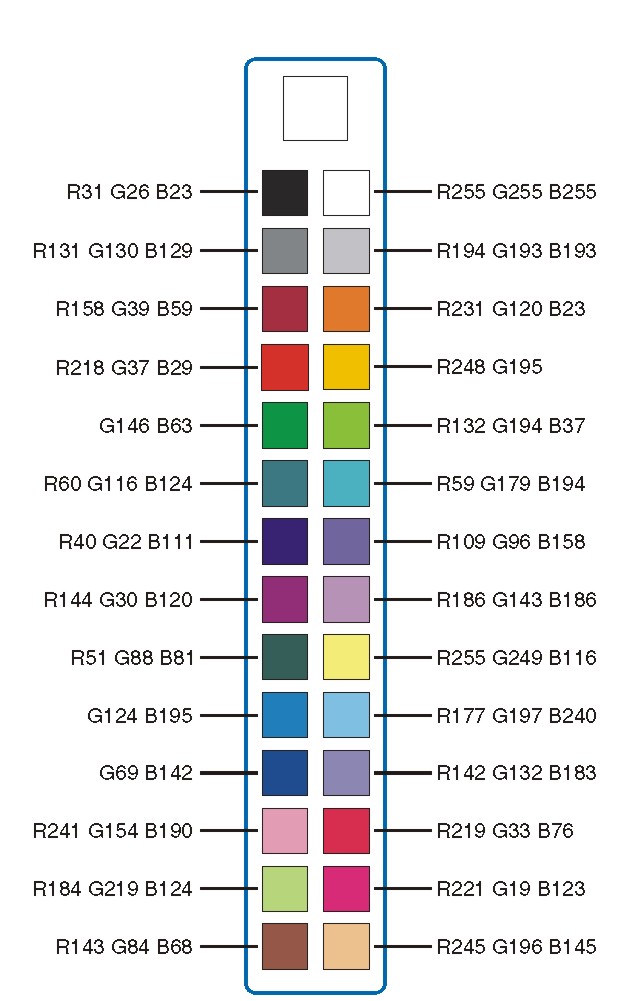 R31 G26 B23
R255 G255 B255
R131 G130 B129
R194 G193 B193
R158 G39 B59
R231 G120 B23
R218 G37 B29
R248 G195
G146 B63
R132 G194 B37
R60 G116 B124
R59 G179 B194
R40 G22 B111
R109 G96 B158
R144 G30 B120
R186 G143 B186
R51 G88 B81
R255 G249 B116
G124 B195
R177 G197 B240
G69 B142
R142 G132 B183
R241 G154 B190
R219 G33 B76
R184 G219 B124
R221 G19 B123
R143 G84 B68
R245 G196 B145